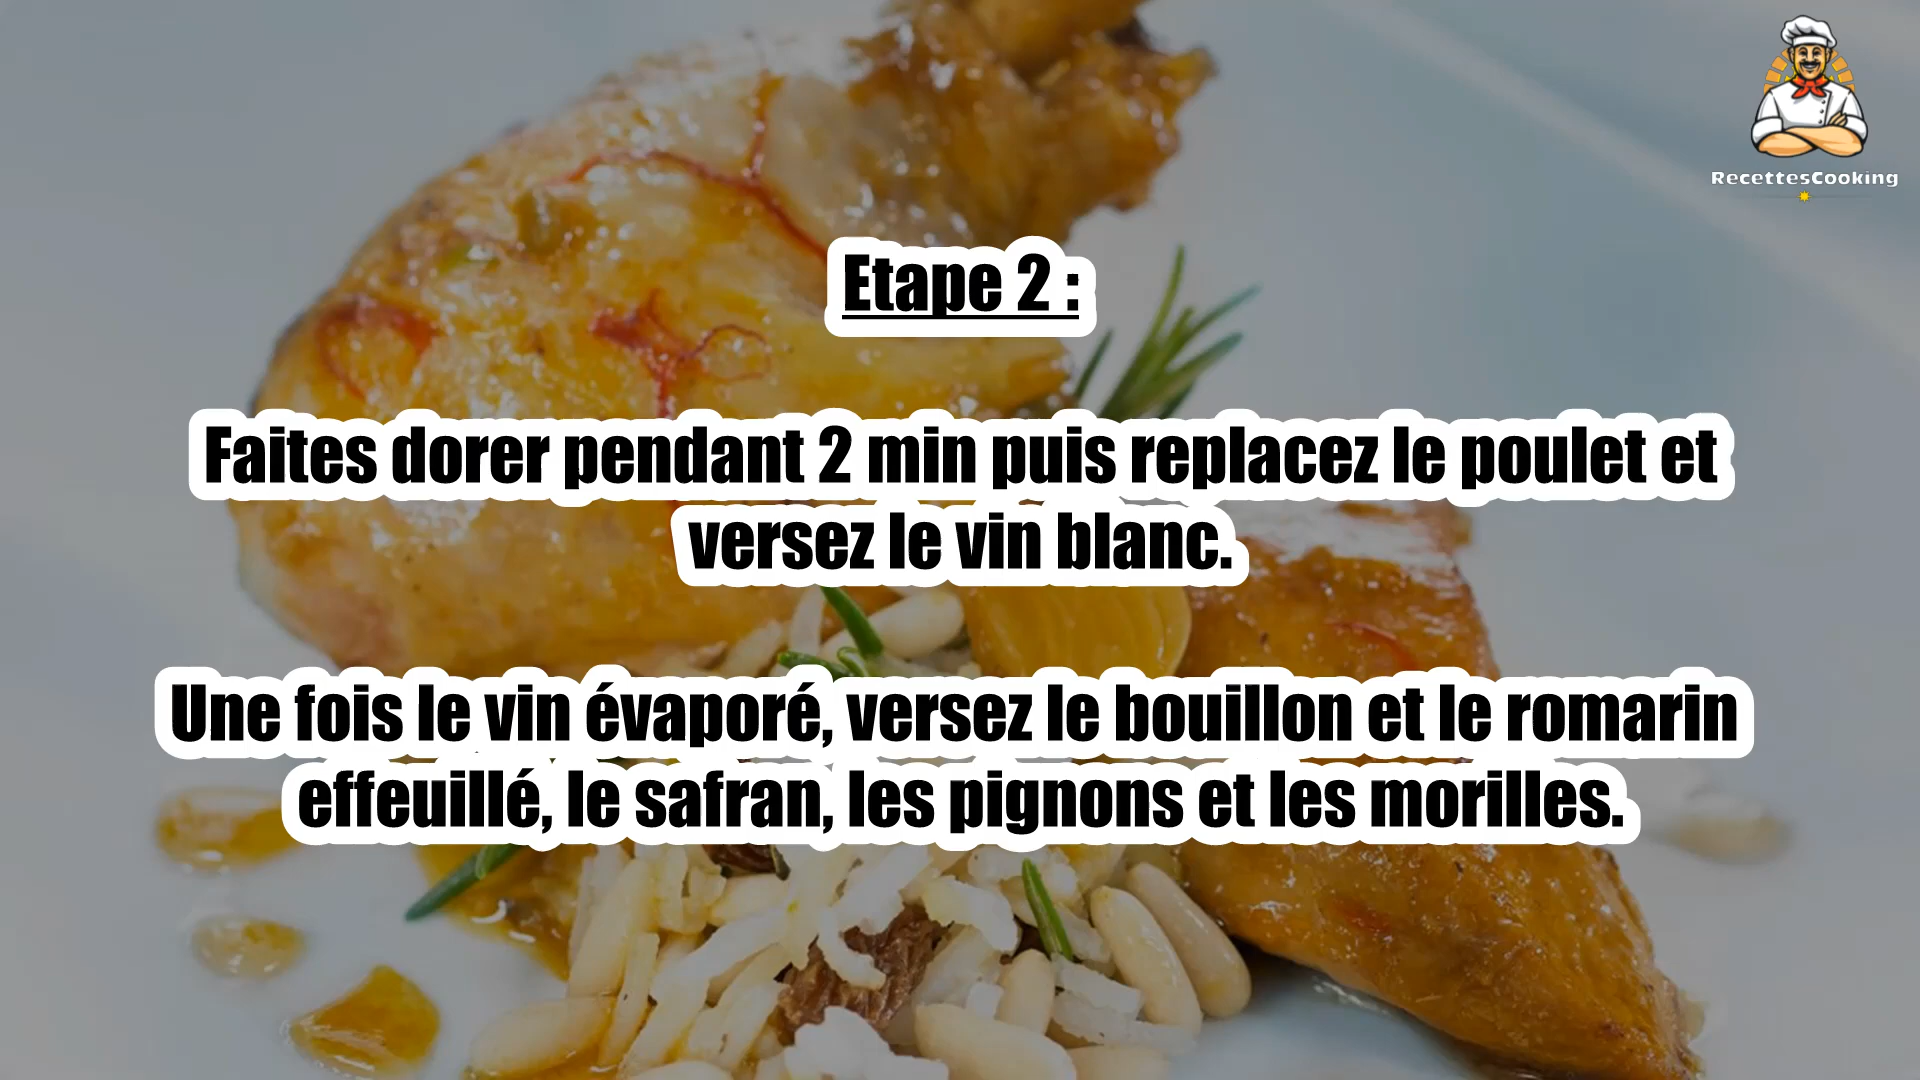 RecettesCooking
Etape 2 :
Faites dorer pendant 2 min puis replacez le poulet et
versez le vin blanc.
Une fois le vin évaporé, versez le bouillon et le romarin
effeuillé, le safran, les pignons et les morilles.